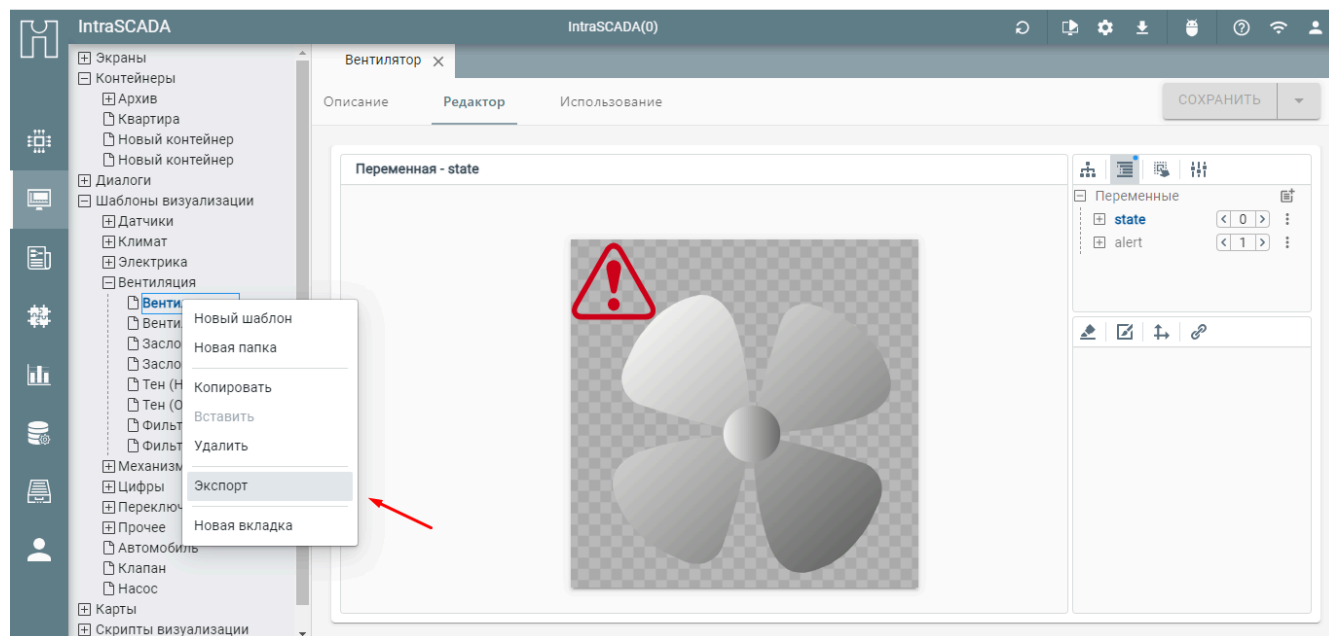 IntraSCADA
IntraSCADA(0)
Экраны
Контейнеры
Архив
Квартира
Новый контейнер
Новый контейнер
Диалоги
Шаблоны визуализации
Датчики
Климат
Электрика
Вентиляция
Венти
Венти
Засло
Засло
Тен (Н
Тен (О
Фильт
Фильт
Механизм
Цифры
Переключ
Прочее
Автомобиль
Клапан
Насос
Карты
Скрипты визуализации
Новый шаблон
Новая папка
Копировать
Вставить
Удалить
Экспорт
Новая вкладка
Вентилятор
Описание Редактор Использование
СОХРАНИТЬ
Переменная - state
Переменные
state 0
alert 1